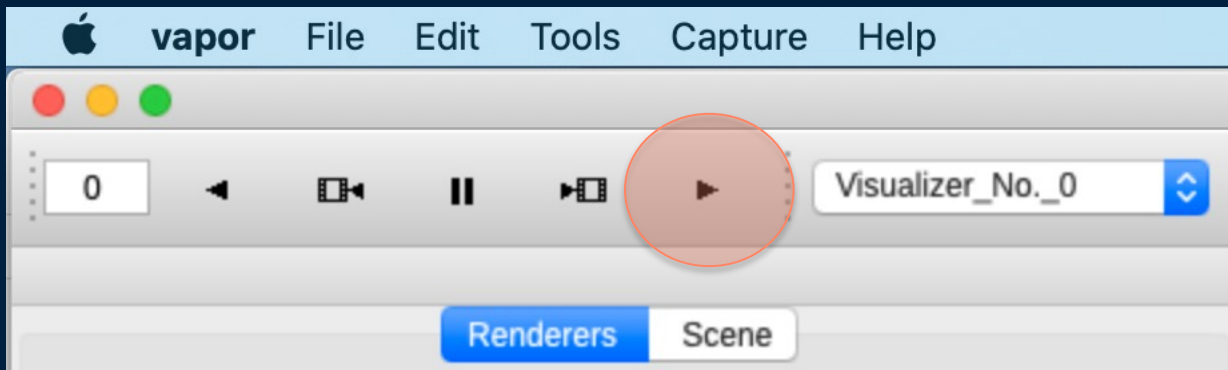 vapor File Edit Tools Capture Help
0 Visualizer_No._0
Renderers Scene